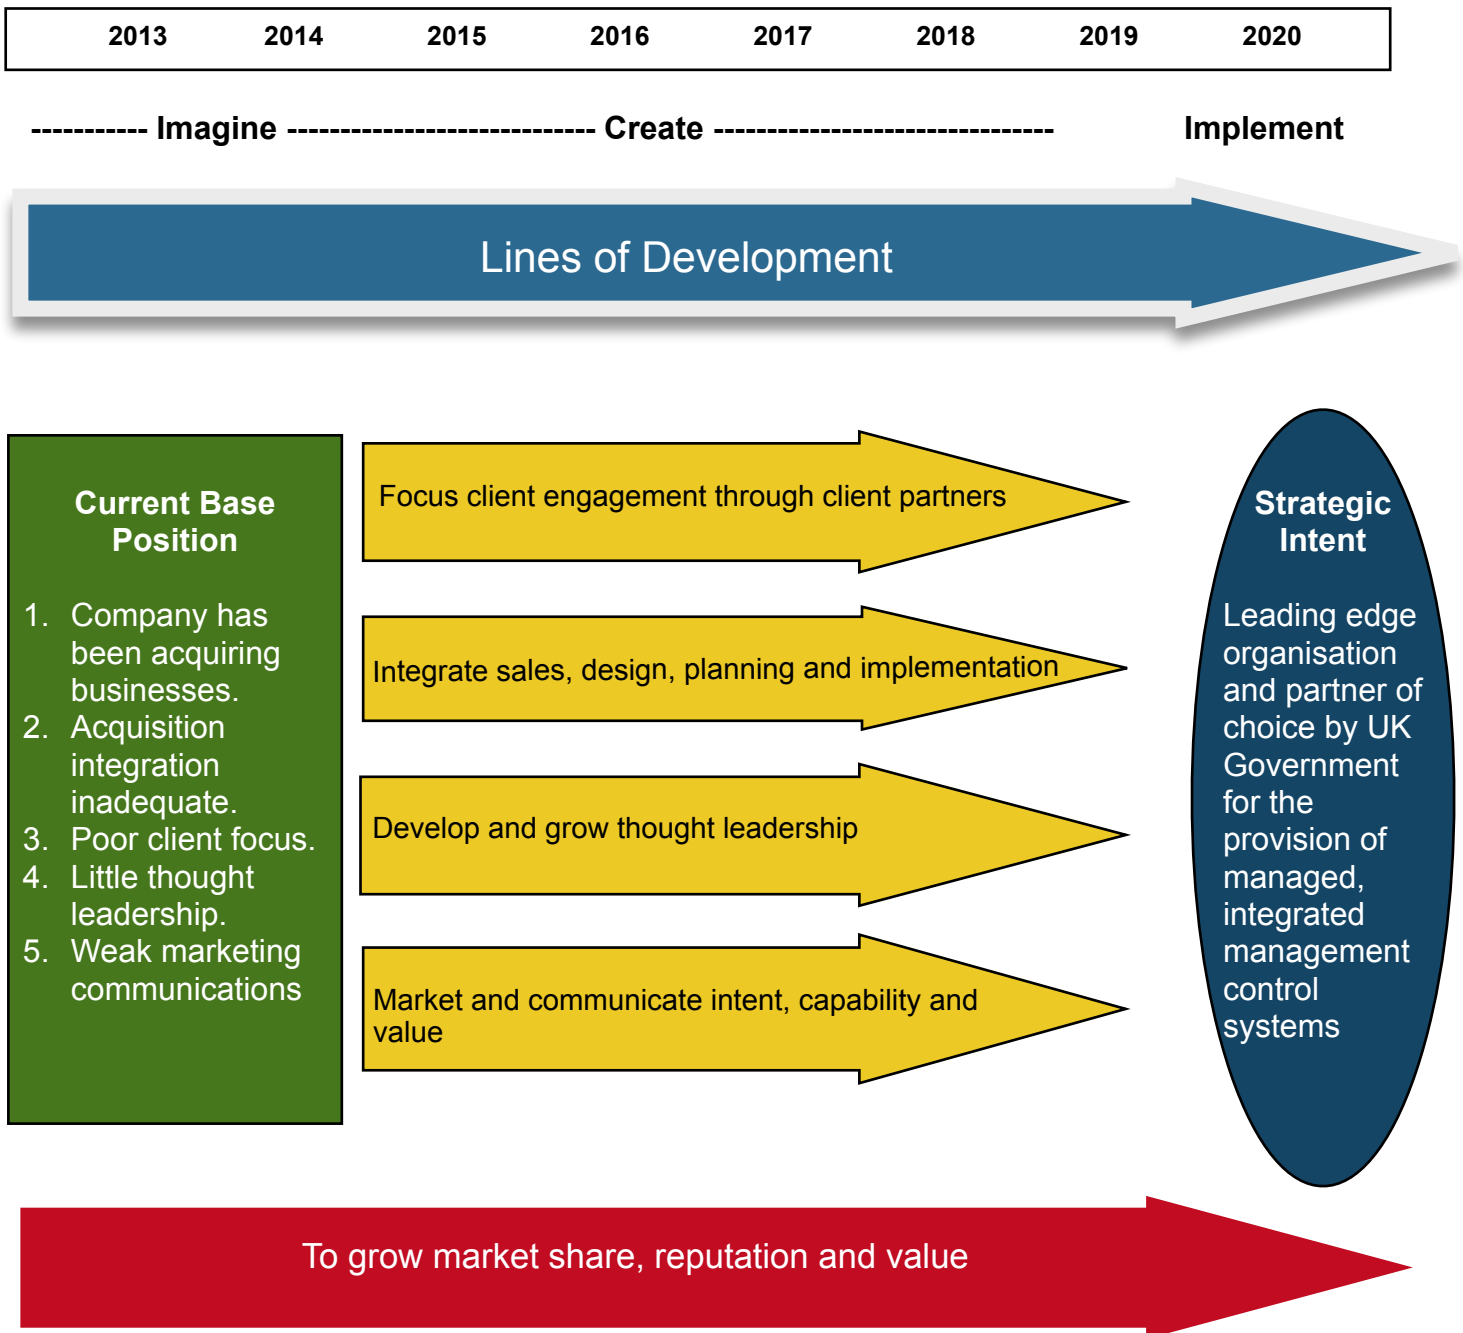 2013 2014 2015 2016 2017 2018 2019 2020
----------- Imagine ----------------------------- Create -------------------------------- Implement
Lines of Development
Current Base
Position
1. Company has
been acquiring
businesses.
2. Acquisition
integration
inadequate.
3. Poor client focus.
4. Little thought
leadership.
5. Weak marketing
communications
Focus client engagement through client partners
Integrate sales, design, planning and implementation
Develop and grow thought leadership
Market and communicate intent, capability and
value
Strategic
Intent
Leading edge
organisation
and partner of
choice by UK
Government
for the
provision of
managed,
integrated
management
control
systems
To grow market share, reputation and value